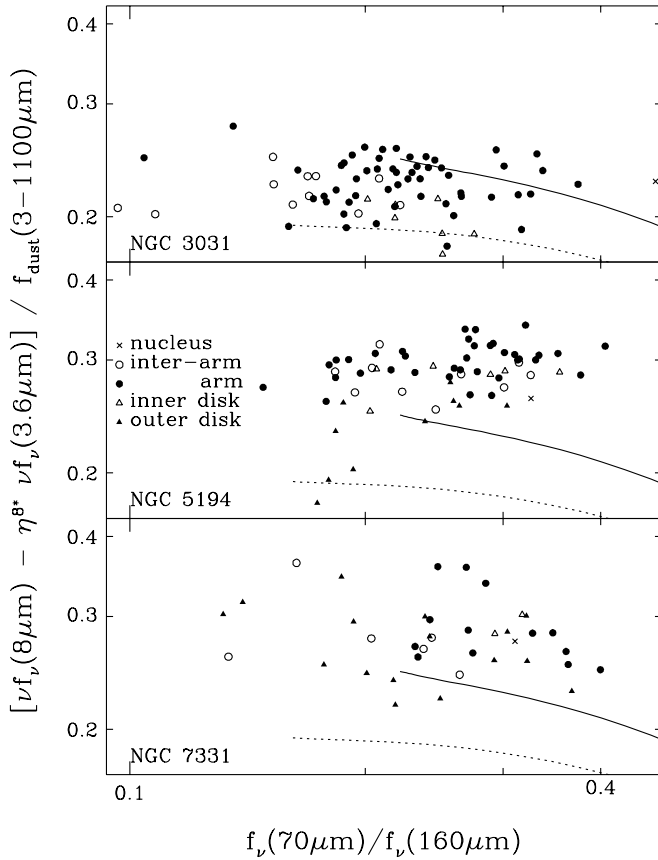 [νfν(8μm) − η8* νfν(3.6μm)] / fdust(3−1100μm)
0.4
0.3
0.2
NGC 3031
0.4
0.3
0.2
nucleus
inter−arm
arm
inner disk
outer disk
NGC 5194
0.4
0.3
0.2
NGC 7331
0.1
0.4
fν(70μm)/fν(160μm)